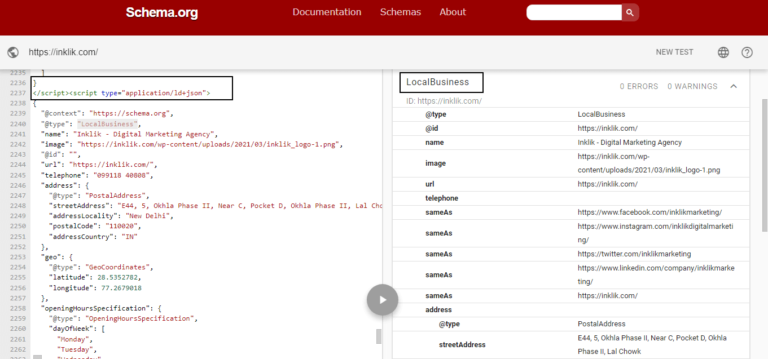 Schema.org
Documentation Schemas About
https://inklik.com/
NEW TEST
2235 ]
2236 }
2237 </script><script type="application/ld+json">
2238 {
2239 "@context": "https://schema.org",
2240 "@type": "LocalBusiness",
2241 "name": "Inklik - Digital Marketing Agency",
2242 "image": "https://inklik.com/wp-content/uploads/2021/03/inklik_logo-1.png",
2243 "@id": "",
2244 "url": "https://inklik.com/",
2245 "telephone": "099118 40808",
2246 "address": {
2247 "@type": "PostalAddress",
2248 "streetAddress": "E44, 5, Okhla Phase II, Near C, Pocket D, Okhla Phase II, Lal Cho
2249 "addressLocality": "New Delhi",
2250 "postalCode": "110020",
2251 "addressCountry": "IN"
2252 },
2253 "geo": {
2254 "@type": "GeoCoordinates",
2255 "latitude": 28.5352782,
2256 "longitude": 77.2679018
2257 },
2258 "openingHoursSpecification": {
2259 "@type": "OpeningHoursSpecification",
2260 "dayOfWeek": [
2261 "Monday",
2262 "Tuesday",
LocalBusiness
0 ERRORS 0 WARNINGS
ID: https://inklik.com/
@type LocalBusiness
@id https://inklik.com/
name Inklik - Digital Marketing Agency
image https://inklik.com/wp-
content/uploads/2021/03/inklik_logo-1.png
url https://inklik.com/
telephone
sameAs https://www.facebook.com/inklikmarketing/
sameAs https://www.instagram.com/inklikdigitalmarketi
ng/
sameAs https://twitter.com/inklikmarketing
sameAs https://www.linkedin.com/company/inklikmarke
ting/
sameAs https://inklik.com/
address
@type PostalAddress
streetAddress E44, 5, Okhla Phase II, Near C, Pocket D, Okhla
Phase II, Lal Chowk